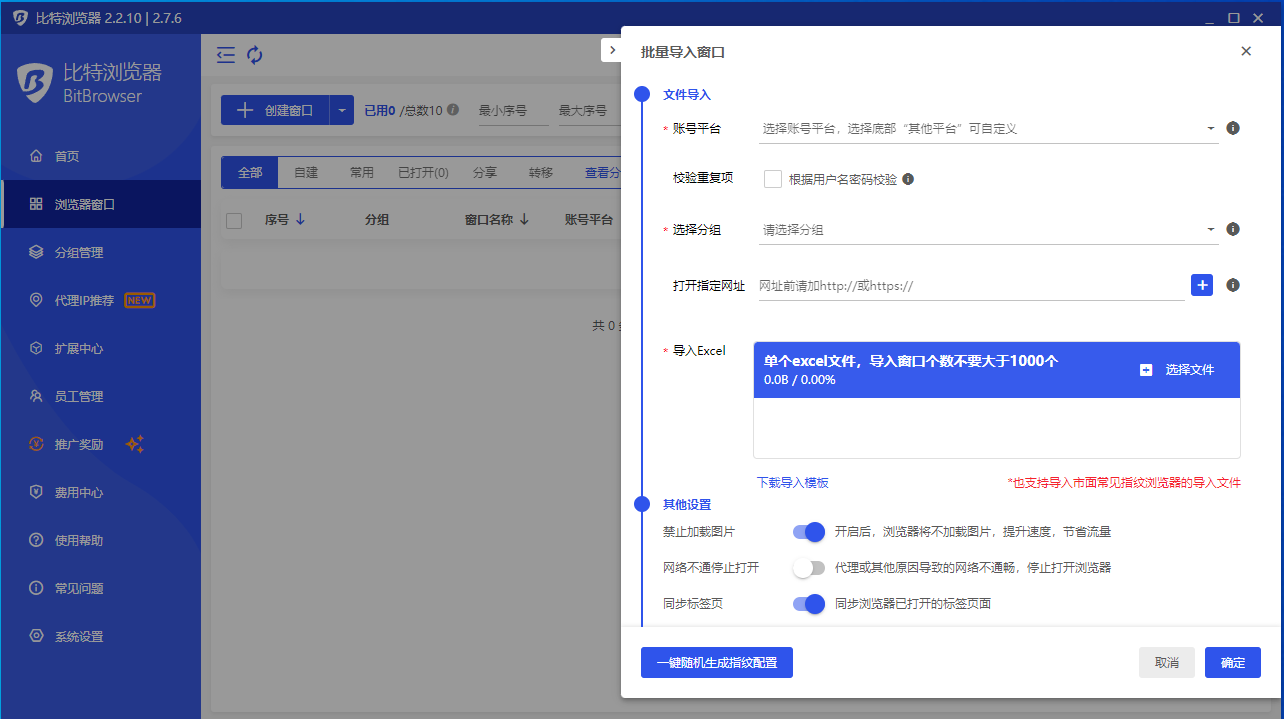 比特浏览器 2.2.10 | 2.7.6
比特浏览器
BitBrowser
首页
浏览器窗口
分组管理
代理IP推荐 NEW
扩展中心
员工管理
推广奖励
费用中心
使用帮助
常见问题
系统设置
创建窗口 已用0 /总数10 最小序号 最大序号
全部 自建 常用 已打开(0) 分享 转移 查看分
序号 分组 窗口名称 账号平台
共 0
批量导入窗口
文件导入
* 账号平台 选择账号平台，选择底部“其他平台”可自定义
校验重复项 根据用户名密码校验
* 选择分组 请选择分组
打开指定网址 网址前请加http://或https://
* 导入Excel
单个excel文件，导入窗口个数不要大于1000个
0.0B / 0.00%
选择文件
下载导入模板 *也支持导入市面常见指纹浏览器的导入文件
其他设置
禁止加载图片 开启后，浏览器将不加载图片，提升速度，节省流量
网络不通停止打开 代理或其他原因导致的网络不通畅，停止打开浏览器
同步标签页 同步浏览器已打开的标签页面
一键随机生成指纹配置 取消 确定